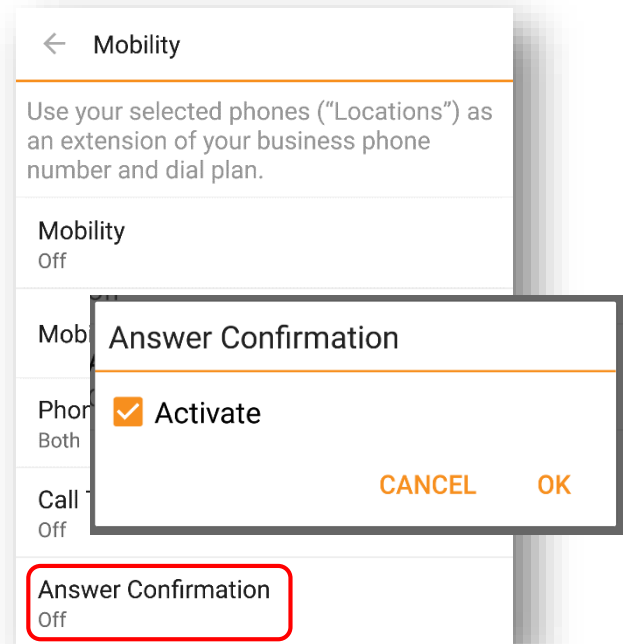 Mobility
Use your selected phones (“Locations”) as
an extension of your business phone
number and dial plan.
Mobility
Off
Answer Confirmation
Activate
CANCEL
OK
Both
Call
Off
Answer Confirmation
Off